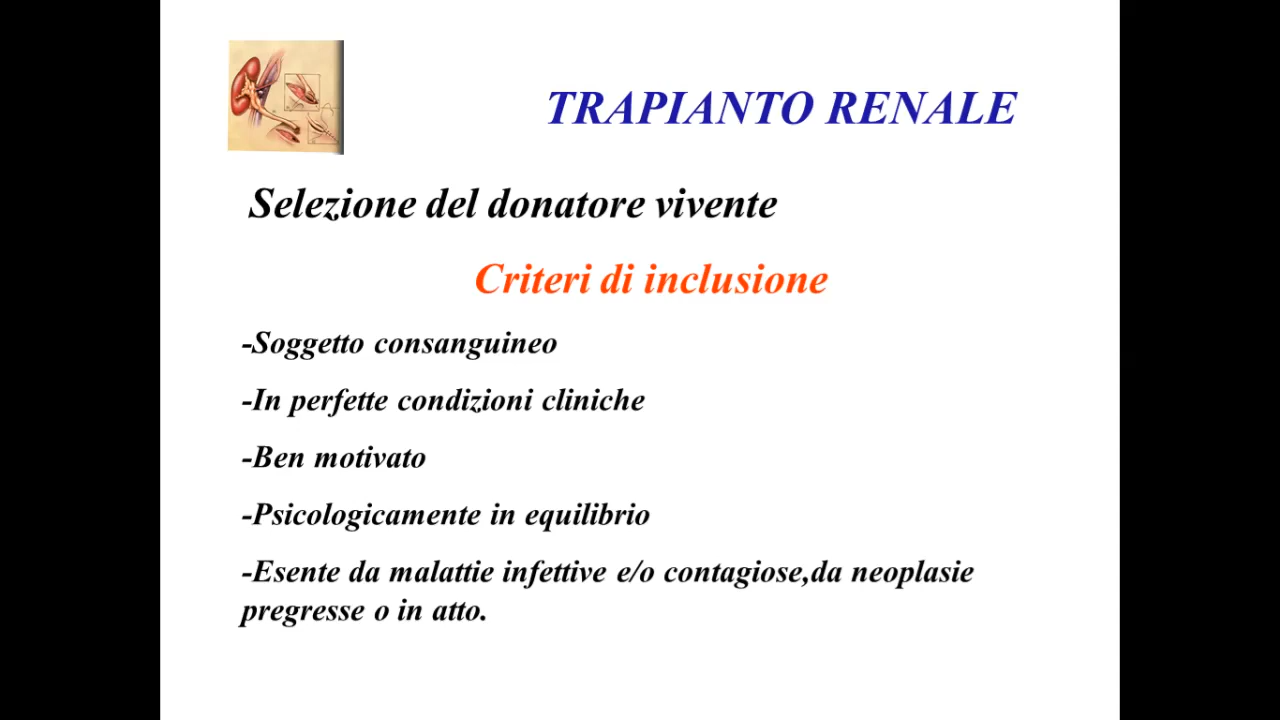 TRAPIANTO RENALE
Selezione del donatore vivente
Criteri di inclusione
-Soggetto consanguineo
-In perfette condizioni cliniche
-Ben motivato
-Psicologicamente in equilibrio
-Esente da malattie infettive e/o contagiose,da neoplasie
pregresse o in atto.